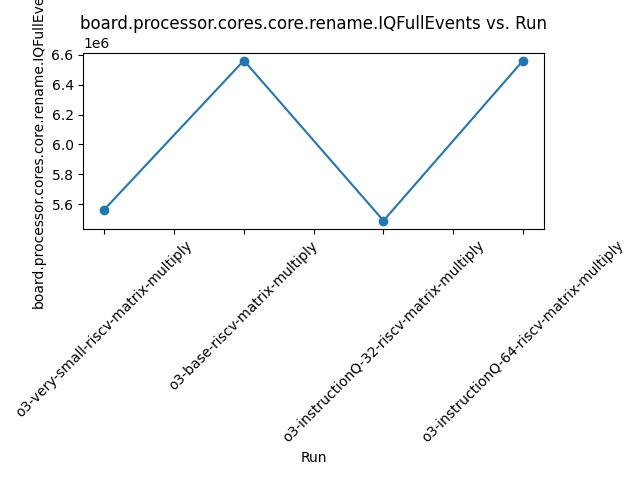 board.processor.cores.core.rename.IQFullEvents vs. Run
1e6
6.6
6.4
6.2
6.0
5.8
5.6
board.processor.cores.core.rename.IQFullEve
o3-very-small-riscv-matrix-multiply
o3-base-riscv-matrix-multiply
o3-instructionQ-32-riscv-matrix-multiply
o3-instructionQ-64-riscv-matrix-multiply
Run